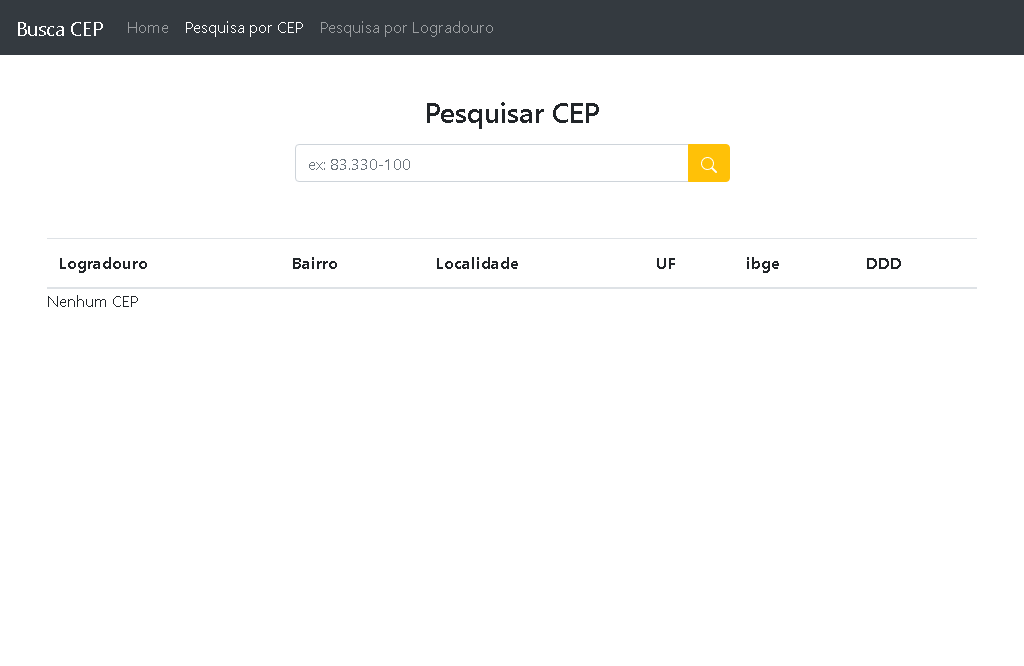 Busca CEP Home Pesquisa por CEP Pesquisa por Logradouro
Pesquisar CEP
ex: 83.330-100
Logradouro Bairro Localidade UF ibge DDD
Nenhum CEP